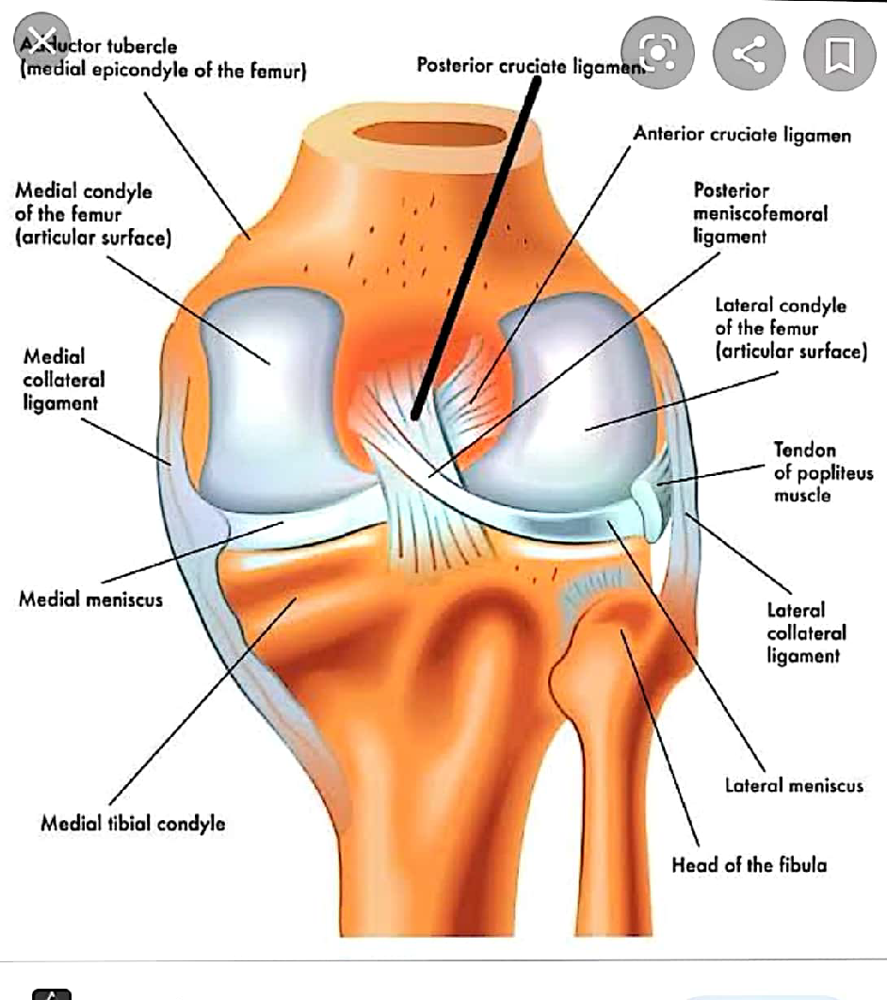 Adductor tubercle
(medial epicondyle of the femur)
Posterior cruciate ligament
Anterior cruciate ligamen
Medial condyle
of the femur
(articular surface)
Posterior
meniscofemoral
ligament
Lateral condyle
of the femur
(articular surface)
Medial
collateral
ligament
Tendon
of popliteus
muscle
Medial meniscus
Lateral
collateral
ligament
Lateral meniscus
Medial tibial condyle
Head of the fibula